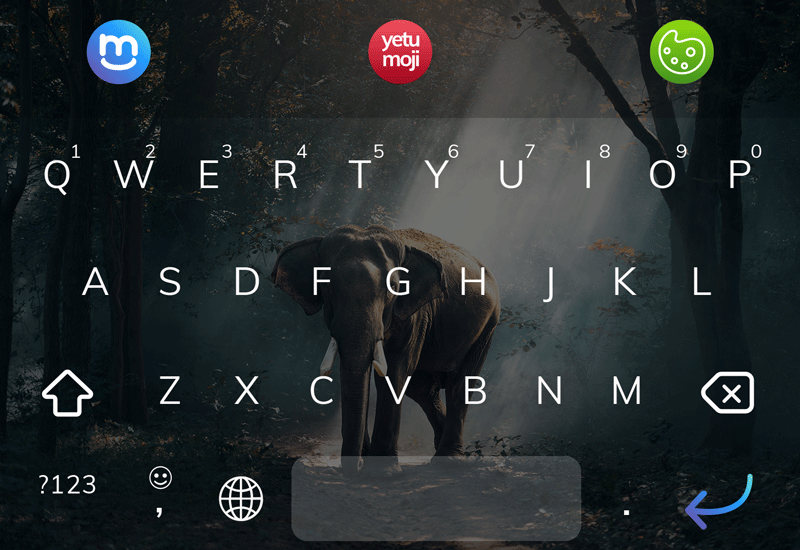 m
yetu
moji
1 2 3 4 5 6 7 8 9 0
Q W E R T Y U I O P
A S D F G H J K L
Z X C V B N M
?123 , .